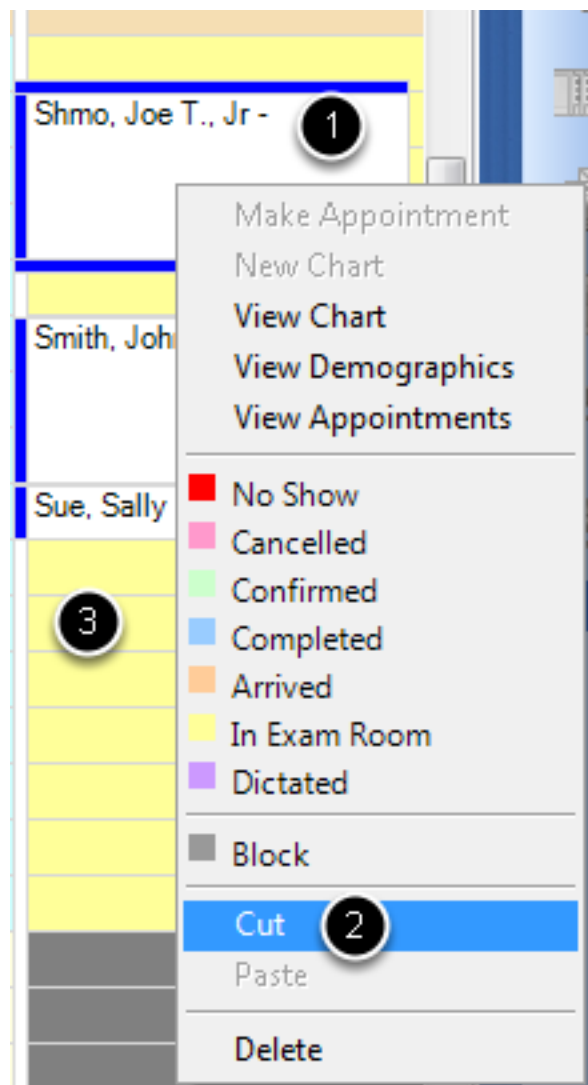 Shmo, Joe T., Jr -
1
Make Appointment
New Chart
View Chart
Smith, Joh
View Demographics
View Appointments
No Show
Sue, Sally
Cancelled
Confirmed
3
Completed
Arrived
In Exam Room
Dictated
Block
Cut
2
Paste
Delete